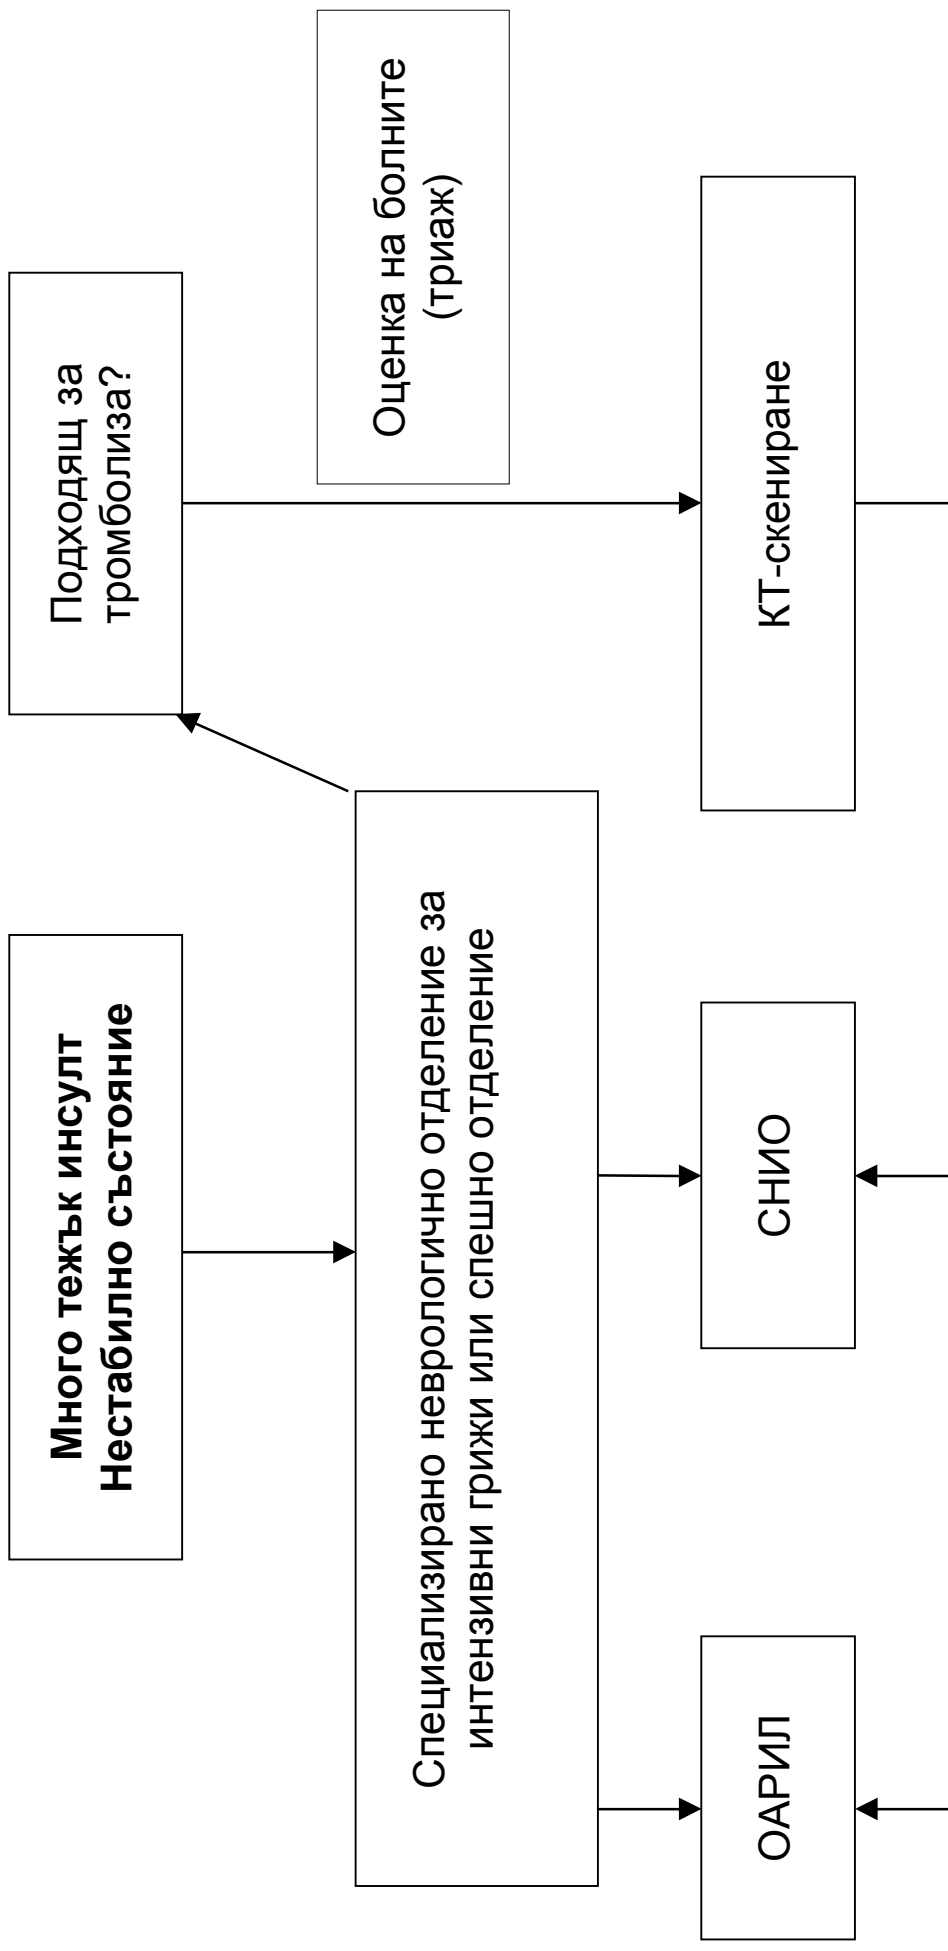 Много тежък инсулт
Нестабилно състояние
Подходящ за
тромболиза?
Оценка на болните
(триаж)
Специализирано неврологично отделение за
интензивни грижи или спешно отделение
ОАРИЛ
СНИО
КТ-скениране